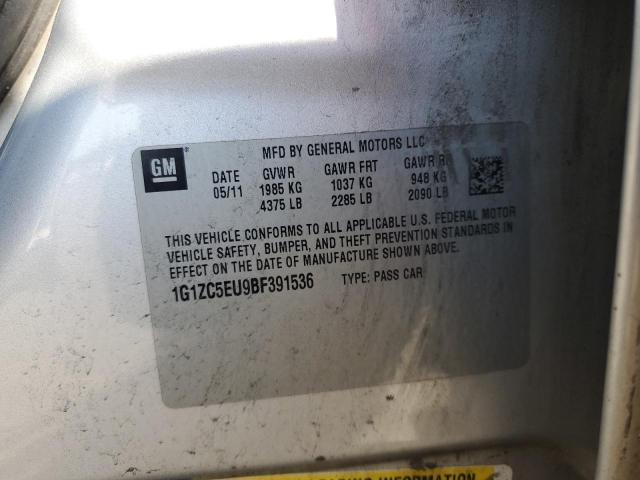 MFD BY GENERAL MOTORS LLC
GM
DATE GVWR GAWR FRT GAWR RR
05/11 1985 KG 1037 KG 948 KG
4375 LB 2285 LB 2090 LB
THIS VEHICLE CONFORMS TO ALL APPLICABLE U.S. FEDERAL MOTOR
VEHICLE SAFETY, BUMPER, AND THEFT PREVENTION STANDARDS IN
EFFECT ON THE DATE OF MANUFACTURE SHOWN ABOVE.
1G1ZC5EU9BF391536 TYPE: PASS CAR
INFORMATION